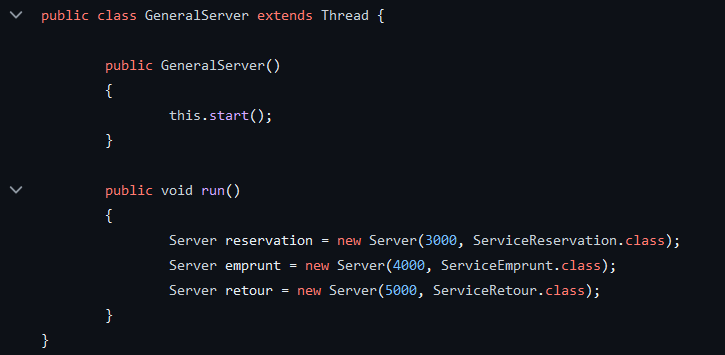 public class GeneralServer extends Thread {
public GeneralServer()
{
this.start();
}
public void run()
{
Server reservation = new Server(3000, ServiceReservation.class);
Server emprunt = new Server(4000, ServiceEmprunt.class);
Server retour = new Server(5000, ServiceRetour.class);
}
}